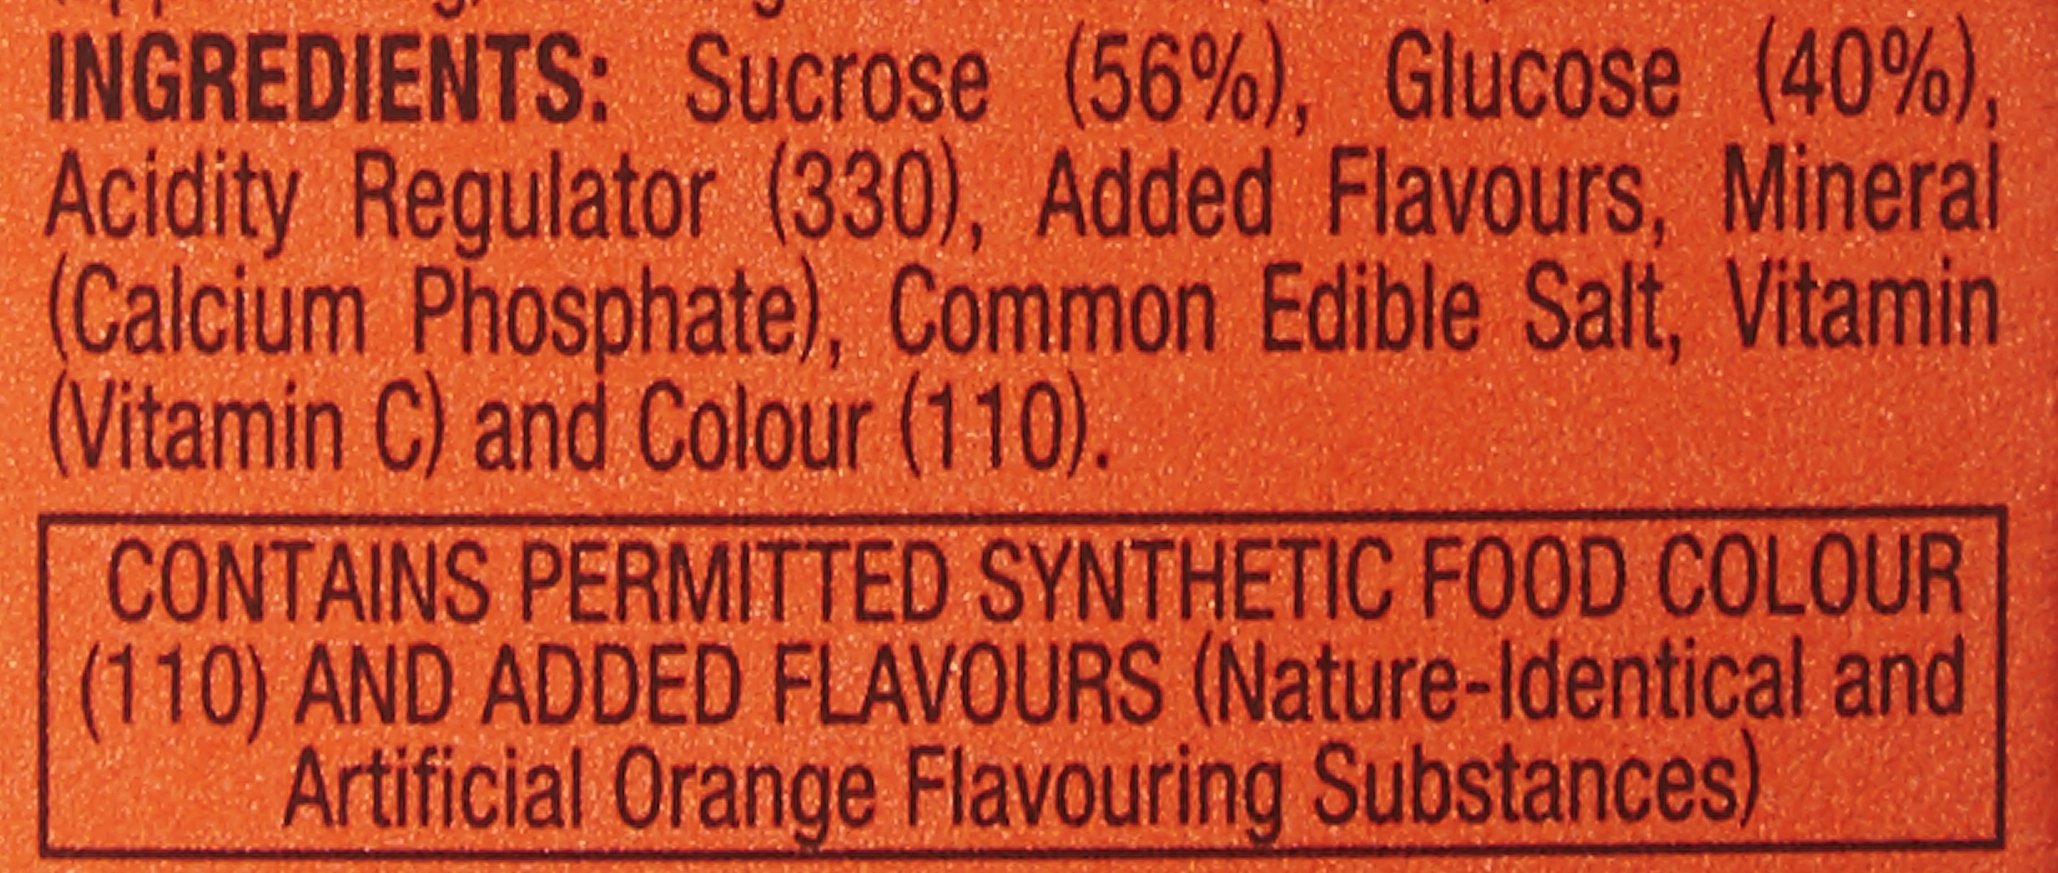 INGREDIENTS: Sucrose (56%), Glucose (40%),
Acidity Regulator (330), Added Flavours, Mineral
(Calcium Phosphate), Common Edible Salt, Vitamin
(Vitamin C) and Colour (110).
CONTAINS PERMITTED SYNTHETIC FOOD COLOUR
(110) AND ADDED FLAVOURS (Nature-Identical and
Artificial Orange Flavouring Substances)